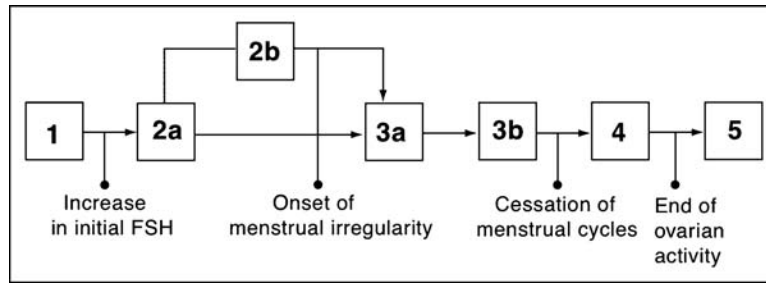 2b
1
2a
3a
3b
4
5
Increase
in initial FSH
Onset of
menstrual irregularity
Cessation of
menstrual cycles
End of
ovarian
activity